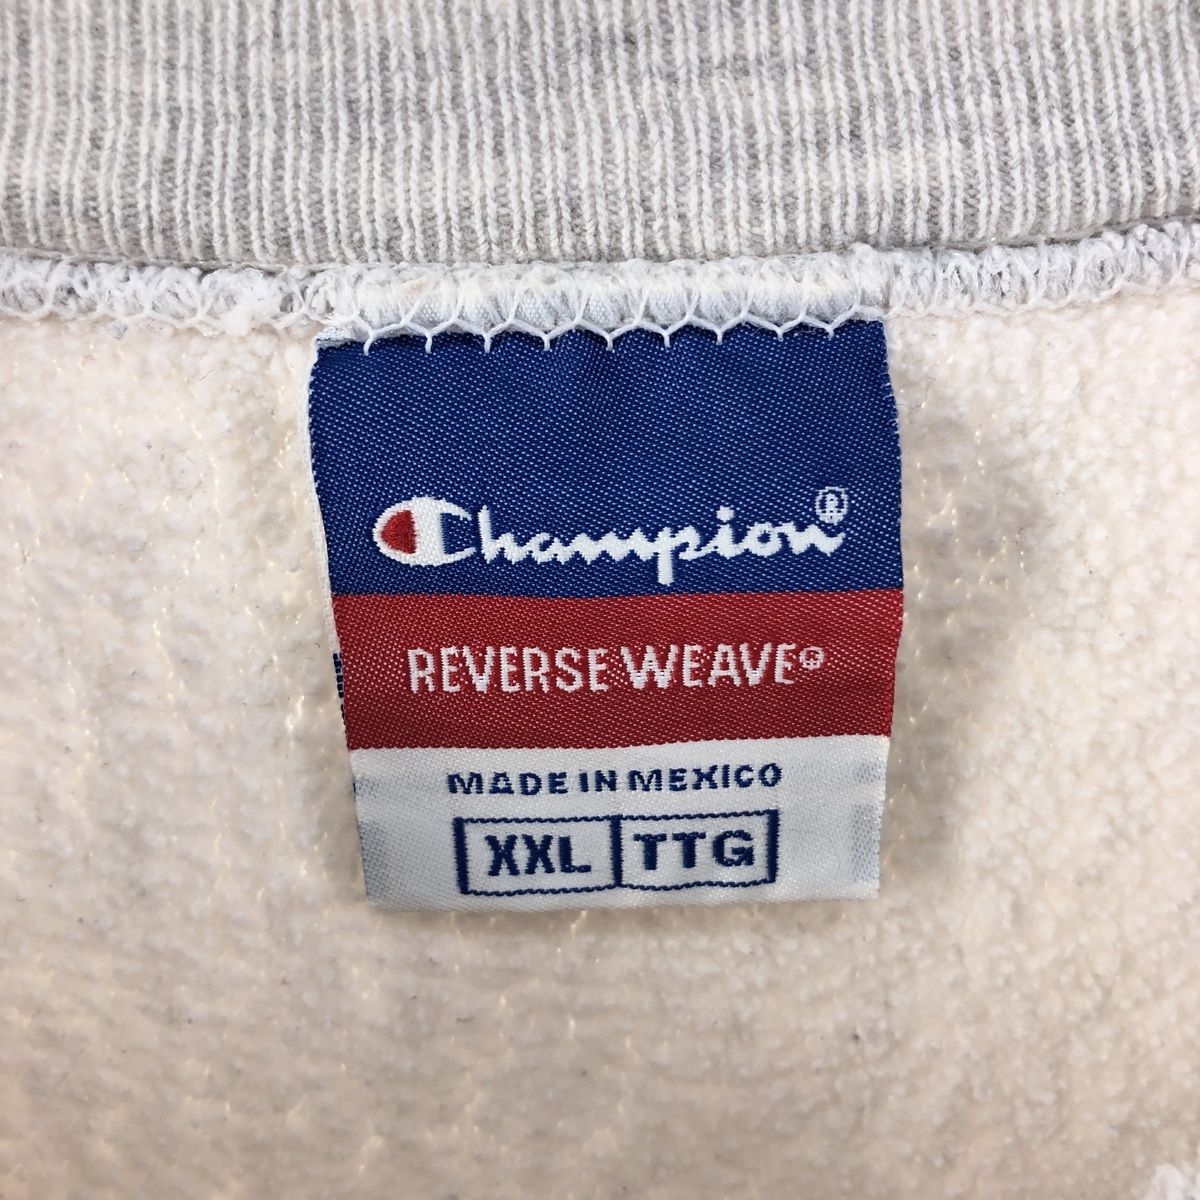 Champion®
REVERSE WEAVE®
MADE IN MEXICO
XXL TTG